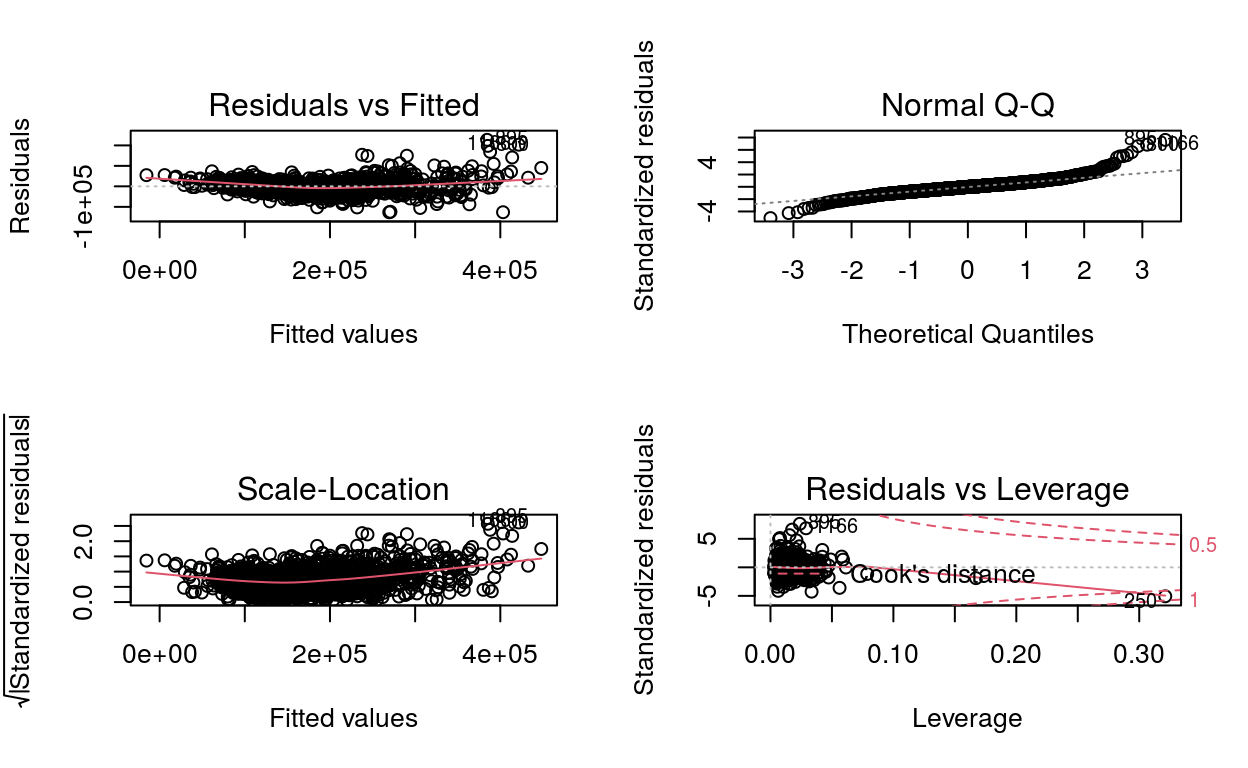 Residuals vs Fitted
Residuals
-1e+05
0e+00 2e+05 4e+05
Fitted values
Normal Q-Q
Standardized residuals
4
-4
-3 -2 -1 0 1 2 3
Theoretical Quantiles
Scale-Location
√|Standardized residuals|
2.0
0.0
895
0e+00 2e+05 4e+05
Fitted values
Residuals vs Leverage
Standardized residuals
5
-5
895
Cook's distance
250
0.5
1
0.00 0.10 0.20 0.30
Leverage